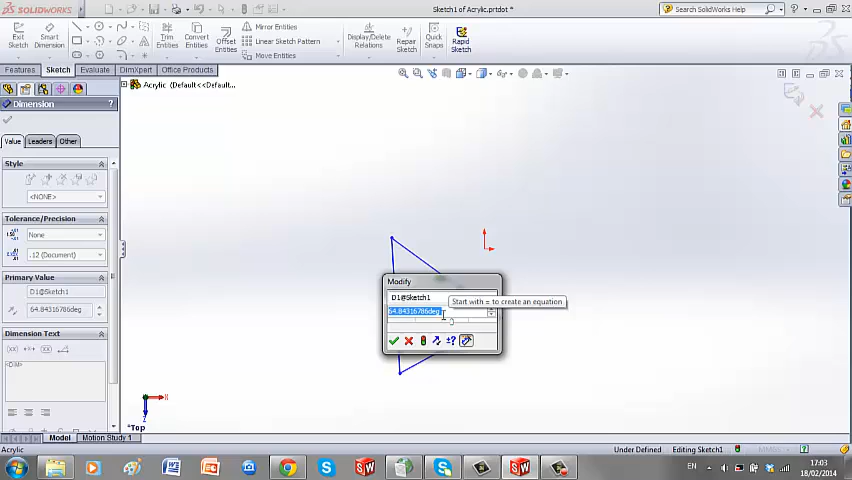 SOLIDWORKS
Sketch1 of Acrylic.prtdot *
Exit Sketch
Smart Dimension
Trim Entities
Convert Entities
Offset Entities
Mirror Entities
Linear Sketch Pattern
Move Entities
Display/Delete Relations
Repair Sketch
Quick Snaps
Rapid Sketch
Features
Sketch
Evaluate
DimXpert
Office Products
Acrylic (Default<<Default...
Dimension
?
Value
Leaders
Other
Style
<NONE>
Tolerance/Precision
None
.12 (Document)
Primary Value
D1@Sketch1
64.84316786deg
Dimension Text
<DIM>
Modify
D1@Sketch1
Start with = to create an equation
64.84316786deg
±?
X
Z
*Top
Model
Motion Study 1
Acrylic
Under Defined
Editing Sketch1
EN
17:03
18/02/2014